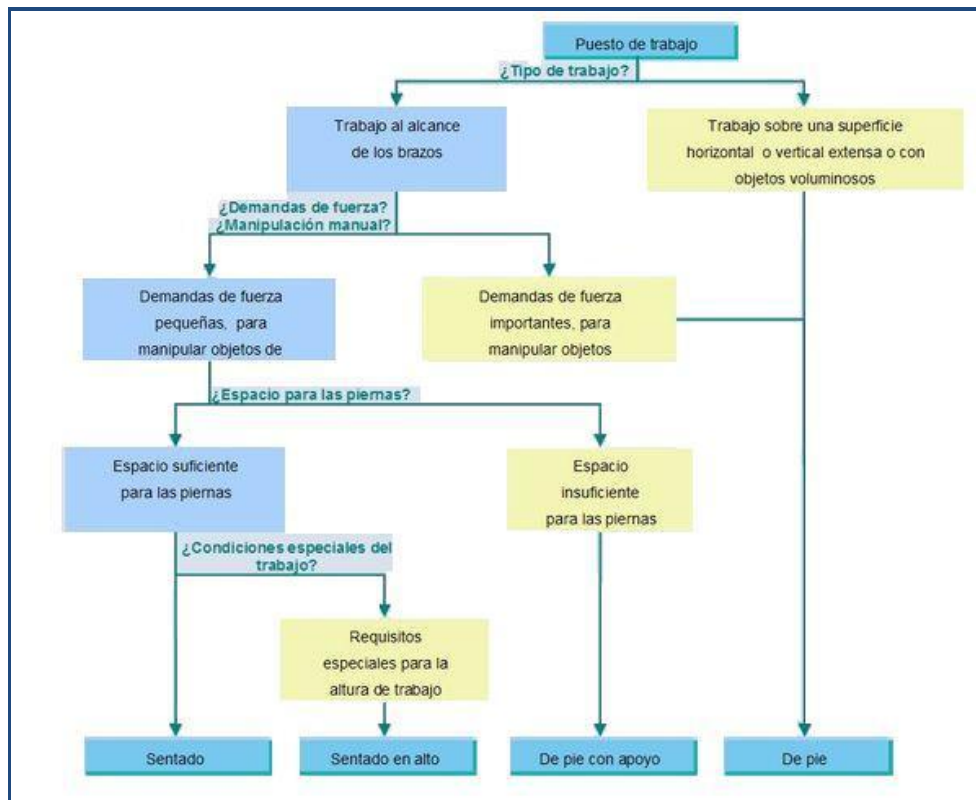 Puesto de trabajo
¿Tipo de trabajo?
Trabajo al alcance
de los brazos
Trabajo sobre una superficie
horizontal o vertical extensa o con
objetos voluminosos
¿Demandas de fuerza?
¿Manipulación manual?
Demandas de fuerza
pequeñas, para
manipular objetos de
Demandas de fuerza
importantes, para
manipular objetos
¿Espacio para las piernas?
Espacio suficiente
para las piernas
Espacio
insuficiente
para las piernas
¿Condiciones especiales del
trabajo?
Requisitos
especiales para la
altura de trabajo
Sentado
Sentado en alto
De pie con apoyo
De pie